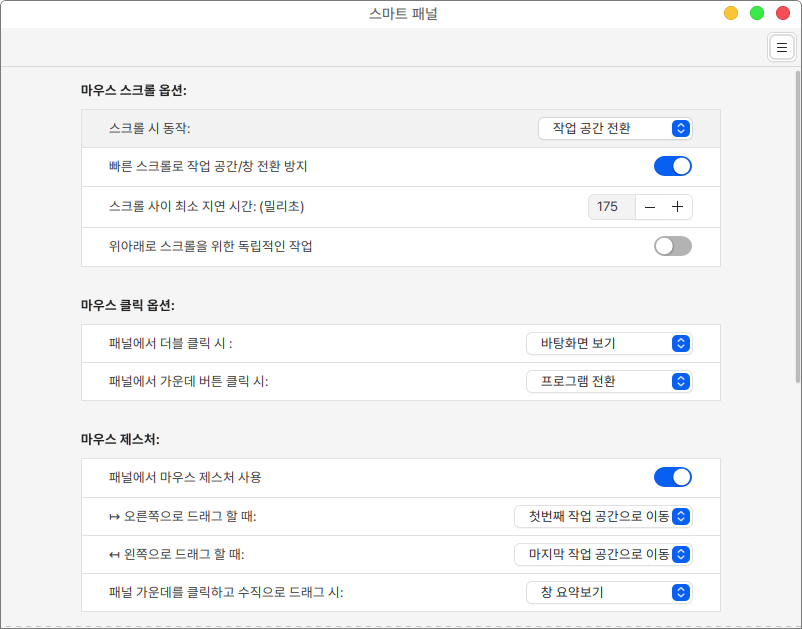 스마트 패널
마우스 스크롤 옵션:
스크롤 시 동작: 작업 공간 전환
빠른 스크롤로 작업 공간/창 전환 방지
스크롤 사이 최소 지연 시간: (밀리초) 175
위아래로 스크롤을 위한 독립적인 작업
마우스 클릭 옵션:
패널에서 더블 클릭 시 : 바탕화면 보기
패널에서 가운데 버튼 클릭 시: 프로그램 전환
마우스 제스처:
패널에서 마우스 제스처 사용
↦ 오른쪽으로 드래그 할 때: 첫번째 작업 공간으로 이동
↤ 왼쪽으로 드래그 할 때: 마지막 작업 공간으로 이동
패널 가운데를 클릭하고 수직으로 드래그 시: 창 요약보기